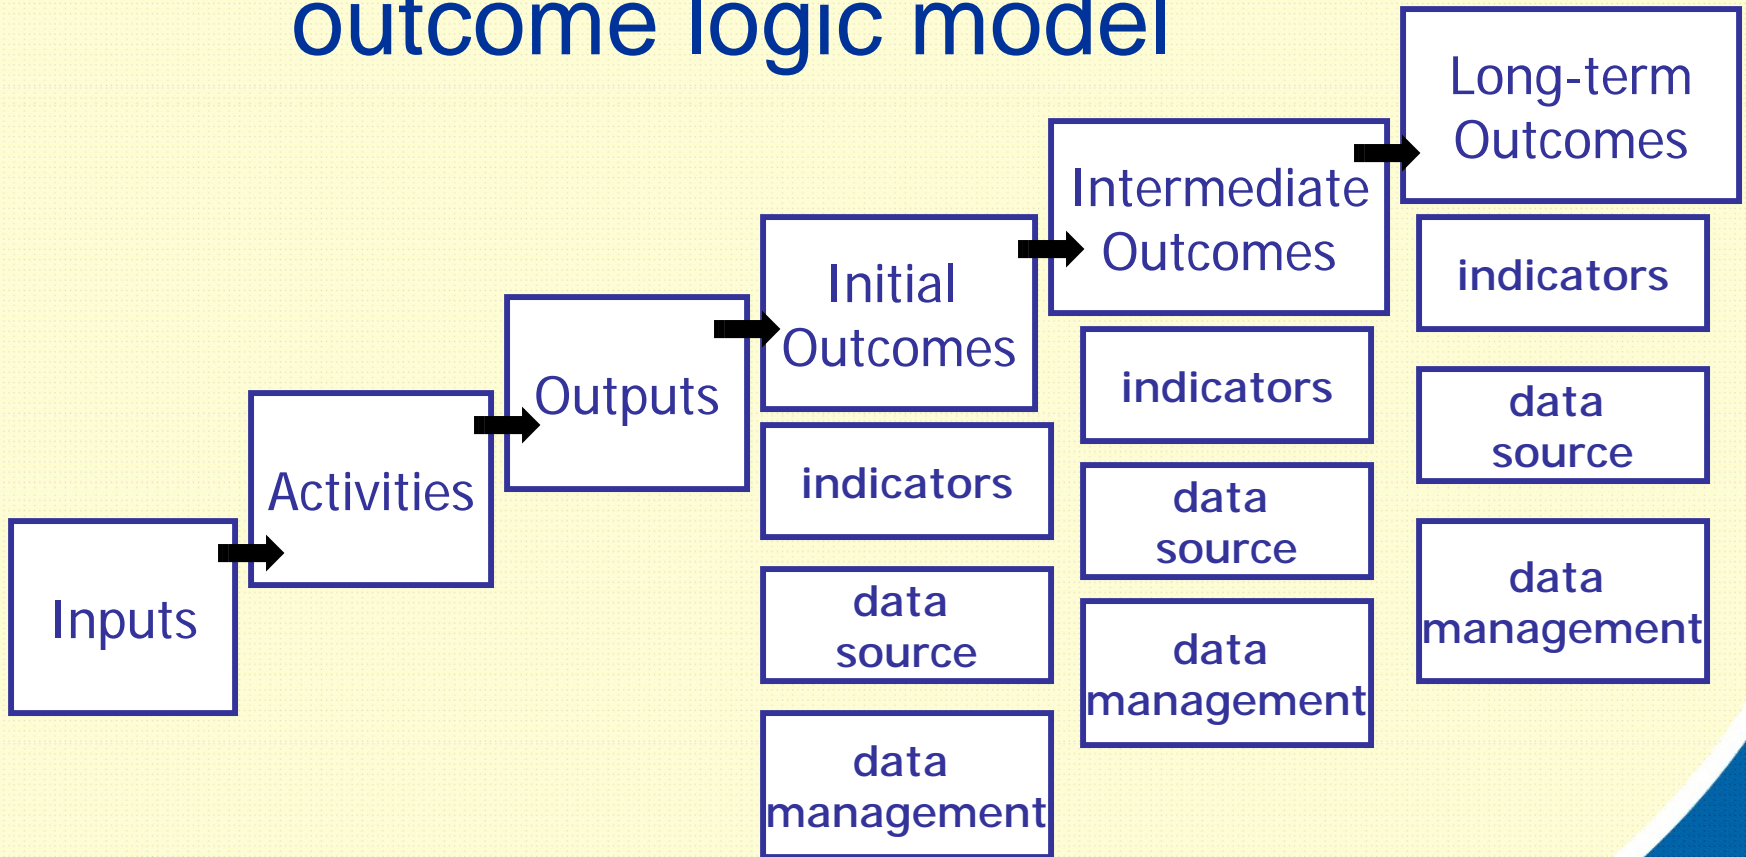 outcome logic model
Inputs
Activities
Outputs
Initial
Outcomes
indicators
data
source
data
management
Intermediate
Outcomes
indicators
data
source
data
management
Long-term
Outcomes
indicators
data
source
data
management